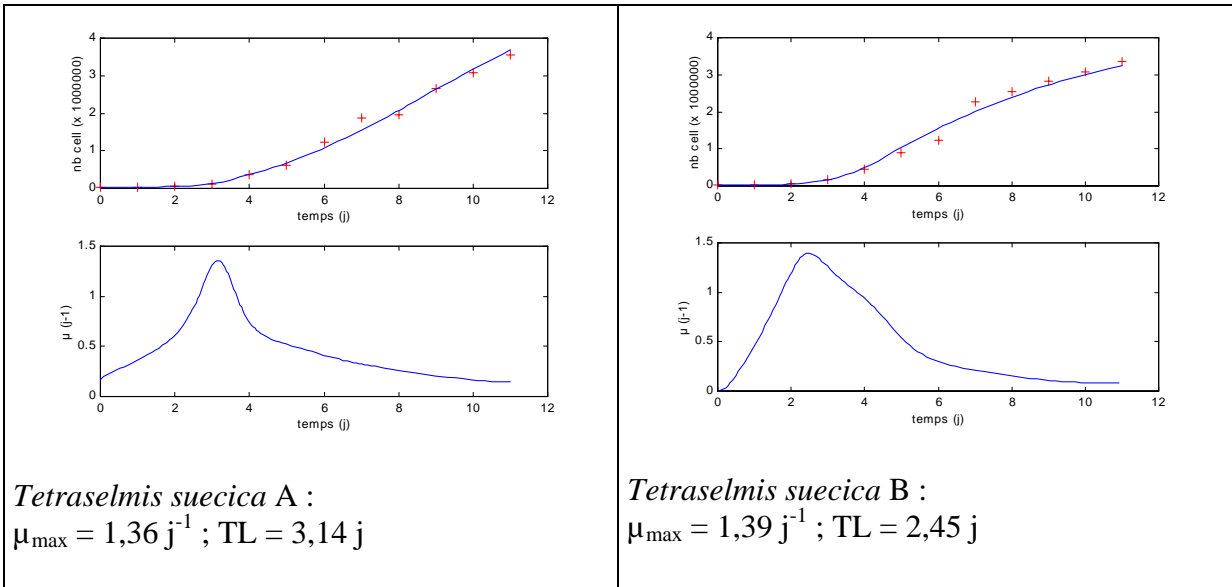 4
3
2
1
0
nb cell (x 1000000)
0 2 4 6 8 10 12
temps (j)
1.5
1
0.5
0
µ (j-1)
0 2 4 6 8 10 12
temps (j)
Tetraselmis suecica A :
µmax = 1,36 j-1 ; TL = 3,14 j
4
3
2
1
0
nb cell (x 1000000)
0 2 4 6 8 10 12
temps (j)
1.5
1
0.5
0
µ (j-1)
0 2 4 6 8 10 12
temps (j)
Tetraselmis suecica B :
µmax = 1,39 j-1 ; TL = 2,45 j